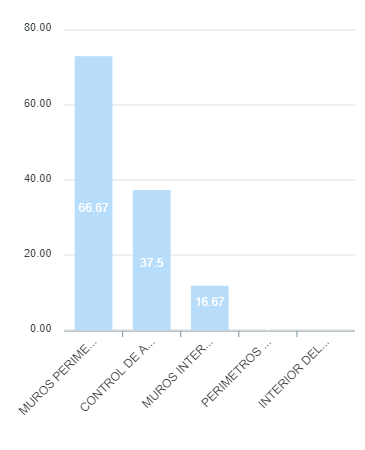 80.00
60.00
40.00
20.00
0.00
66.67
37.5
16.67
MUROS PERIME...
CONTROL DE A...
MUROS INTER...
PERIMETROS ...
INTERIOR DEL...